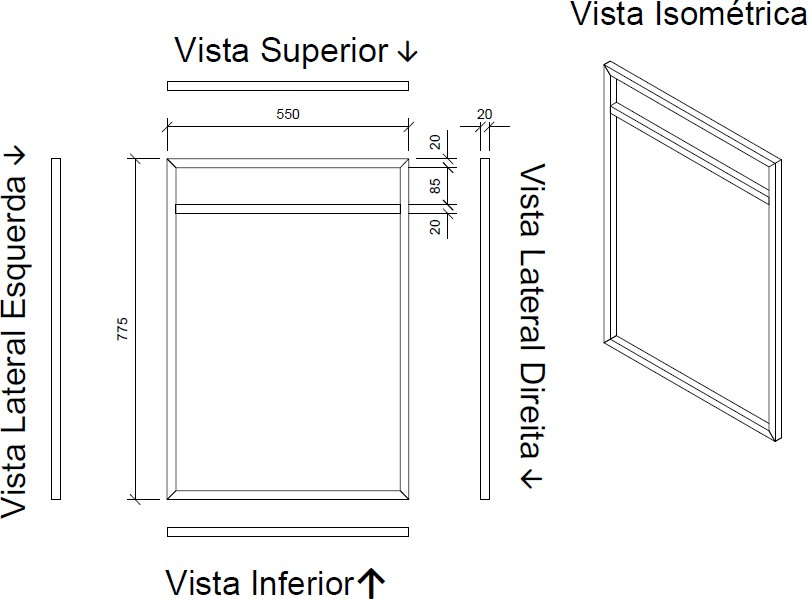 Vista Isométrica
Vista Superior ↓
550
20
20
85
20
775
Vista Lateral Esquerda ↓
Vista Lateral Direita ↓
Vista Inferior ↑